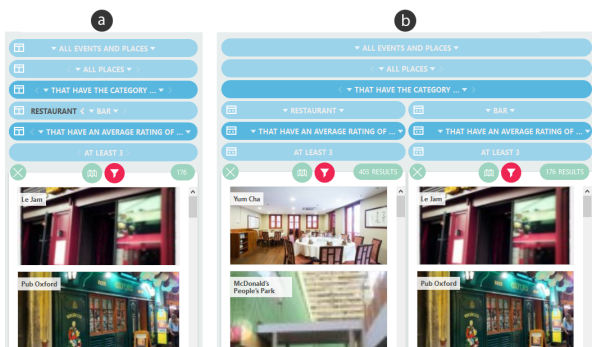 a
b
▼ ALL EVENTS AND PLACES ▼
< ▼ ALL PLACES ▼ >
< ▼ THAT HAVE THE CATEGORY ... ▼ >
RESTAURANT < ▼ BAR ▼ >
< ▼ THAT HAVE AN AVERAGE RATING OF ... ▼
< AT LEAST 3 >
176
Le Jam
Pub Oxford
▼ ALL EVENTS AND PLACES ▼
< ▼ ALL PLACES ▼ >
< ▼ THAT HAVE THE CATEGORY ... ▼ >
▼ RESTAURANT ▼
▼ BAR ▼
▼ THAT HAVE AN AVERAGE RATING OF ... ▼
▼ THAT HAVE AN AVERAGE RATING OF ... ▼
AT LEAST 3
AT LEAST 3
401 RESULTS
176 RESULTS
Yum Cha
Le Jam
McDonald's
People's Park
Pub Oxford